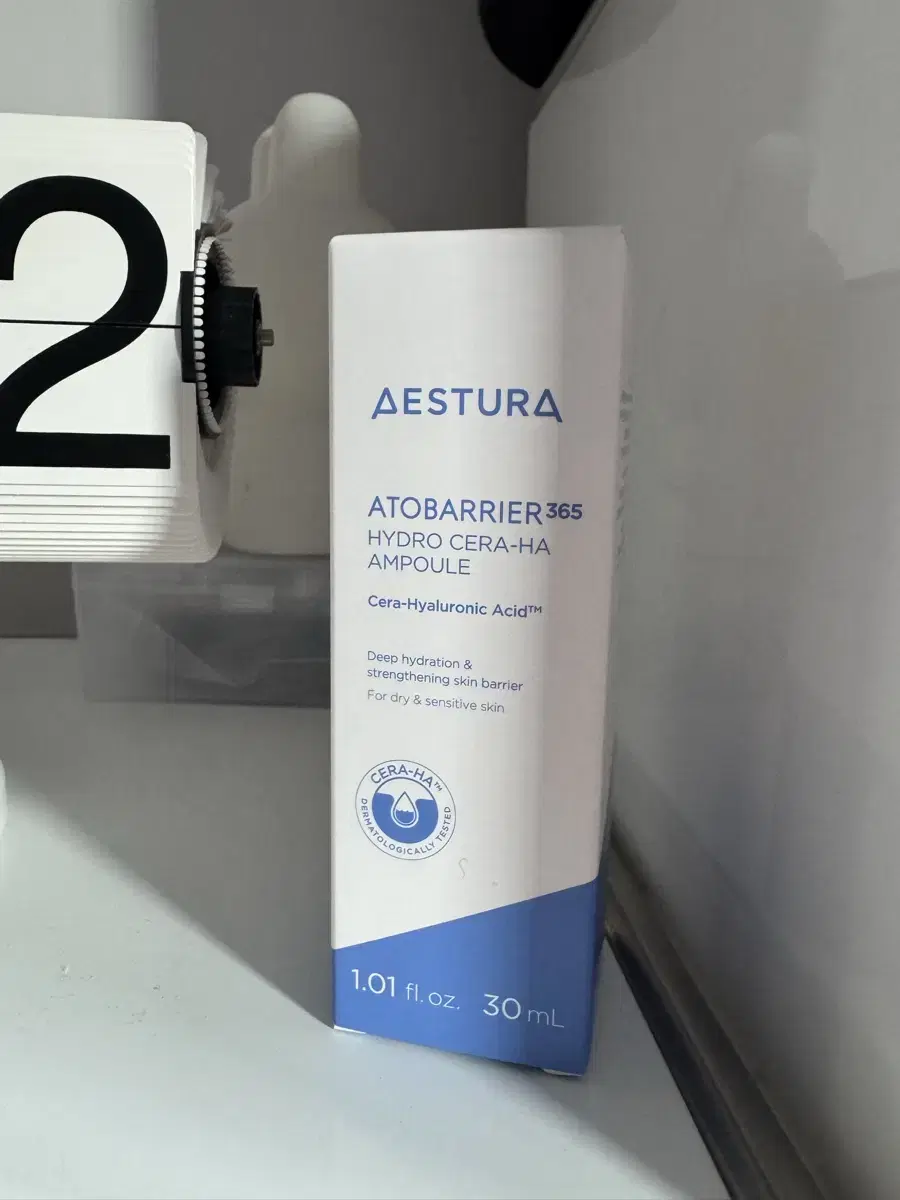 2
AESTURA
ATOBARRIER365
HYDRO CERA-HA
AMPOULE
Cera-Hyaluronic Acid™
Deep hydration &
strengthening skin barrier
For dry & sensitive skin
CERA-HA™
DERMATOLOGICALLY TESTED
1.01 fl. oz. 30 mL